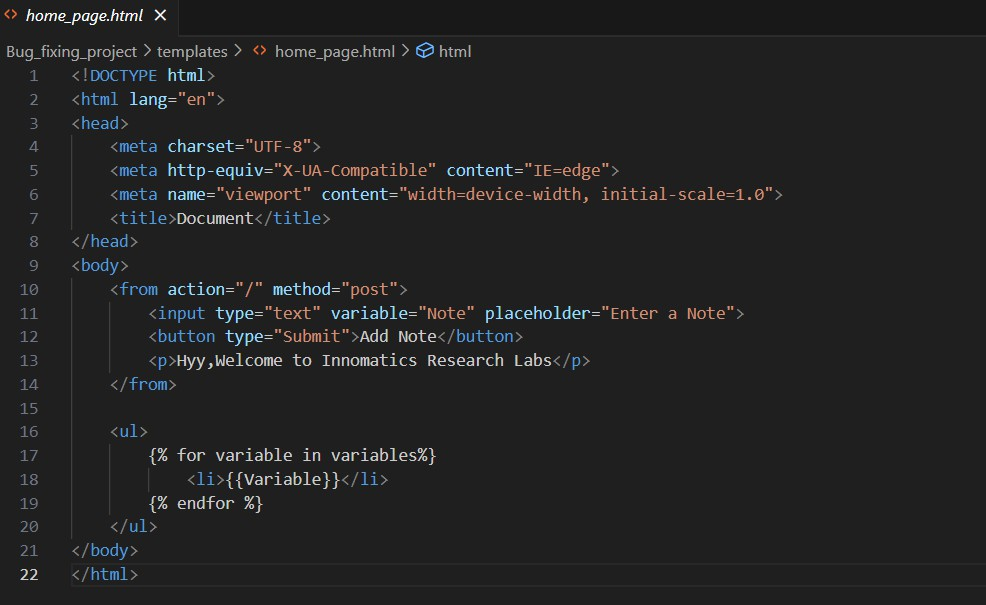 home_page.html
Bug_fixing_project > templates > home_page.html > html
1 <!DOCTYPE html>
2 <html lang="en">
3 <head>
4     <meta charset="UTF-8">
5     <meta http-equiv="X-UA-Compatible" content="IE=edge">
6     <meta name="viewport" content="width=device-width, initial-scale=1.0">
7     <title>Document</title>
8 </head>
9 <body>
10     <from action="/" method="post">
11         <input type="text" variable="Note" placeholder="Enter a Note">
12         <button type="Submit">Add Note</button>
13         <p>Hyy,Welcome to Innomatics Research Labs</p>
14     </from>
15
16     <ul>
17         {% for variable in variables%}
18             <li>{{Variable}}</li>
19         {% endfor %}
20     </ul>
21 </body>
22 </html>